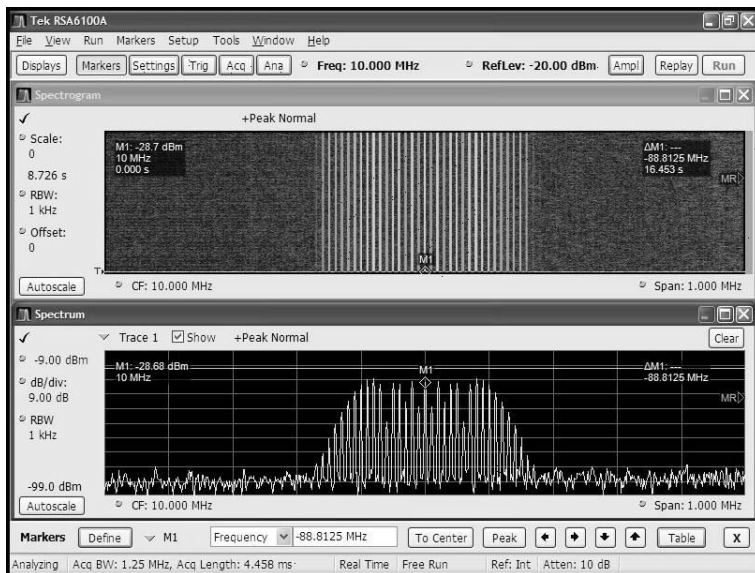 Tek RSA6100A
File View Run Markers Setup Tools Window Help
Displays Markers Settings Trig Acq Ana Freq: 10.000 MHz RefLev: -20.00 dBm Ampl Replay Run
Spectrogram
+Peak Normal
Scale:
0
8.726 s
RBW:
1 kHz
Offset:
0
M1: -28.7 dBm
10 MHz
0.000 s
ΔM1: ---
-88.8125 MHz
16.453 s
MR
M1
Autoscale CF: 10.000 MHz Span: 1.000 MHz
Spectrum
Trace 1 Show +Peak Normal Clear
-9.00 dBm
dB/div:
9.00 dB
RBW
1 kHz
-99.0 dBm
M1: -28.68 dBm
10 MHz
M1
ΔM1: ---
-88.8125 MHz
MR
Autoscale CF: 10.000 MHz Span: 1.000 MHz
Markers Define M1 Frequency -88.8125 MHz To Center Peak Table X
Analyzing Acq BW: 1.25 MHz, Acq Length: 4.458 ms Real Time Free Run Ref: Int Atten: 10 dB